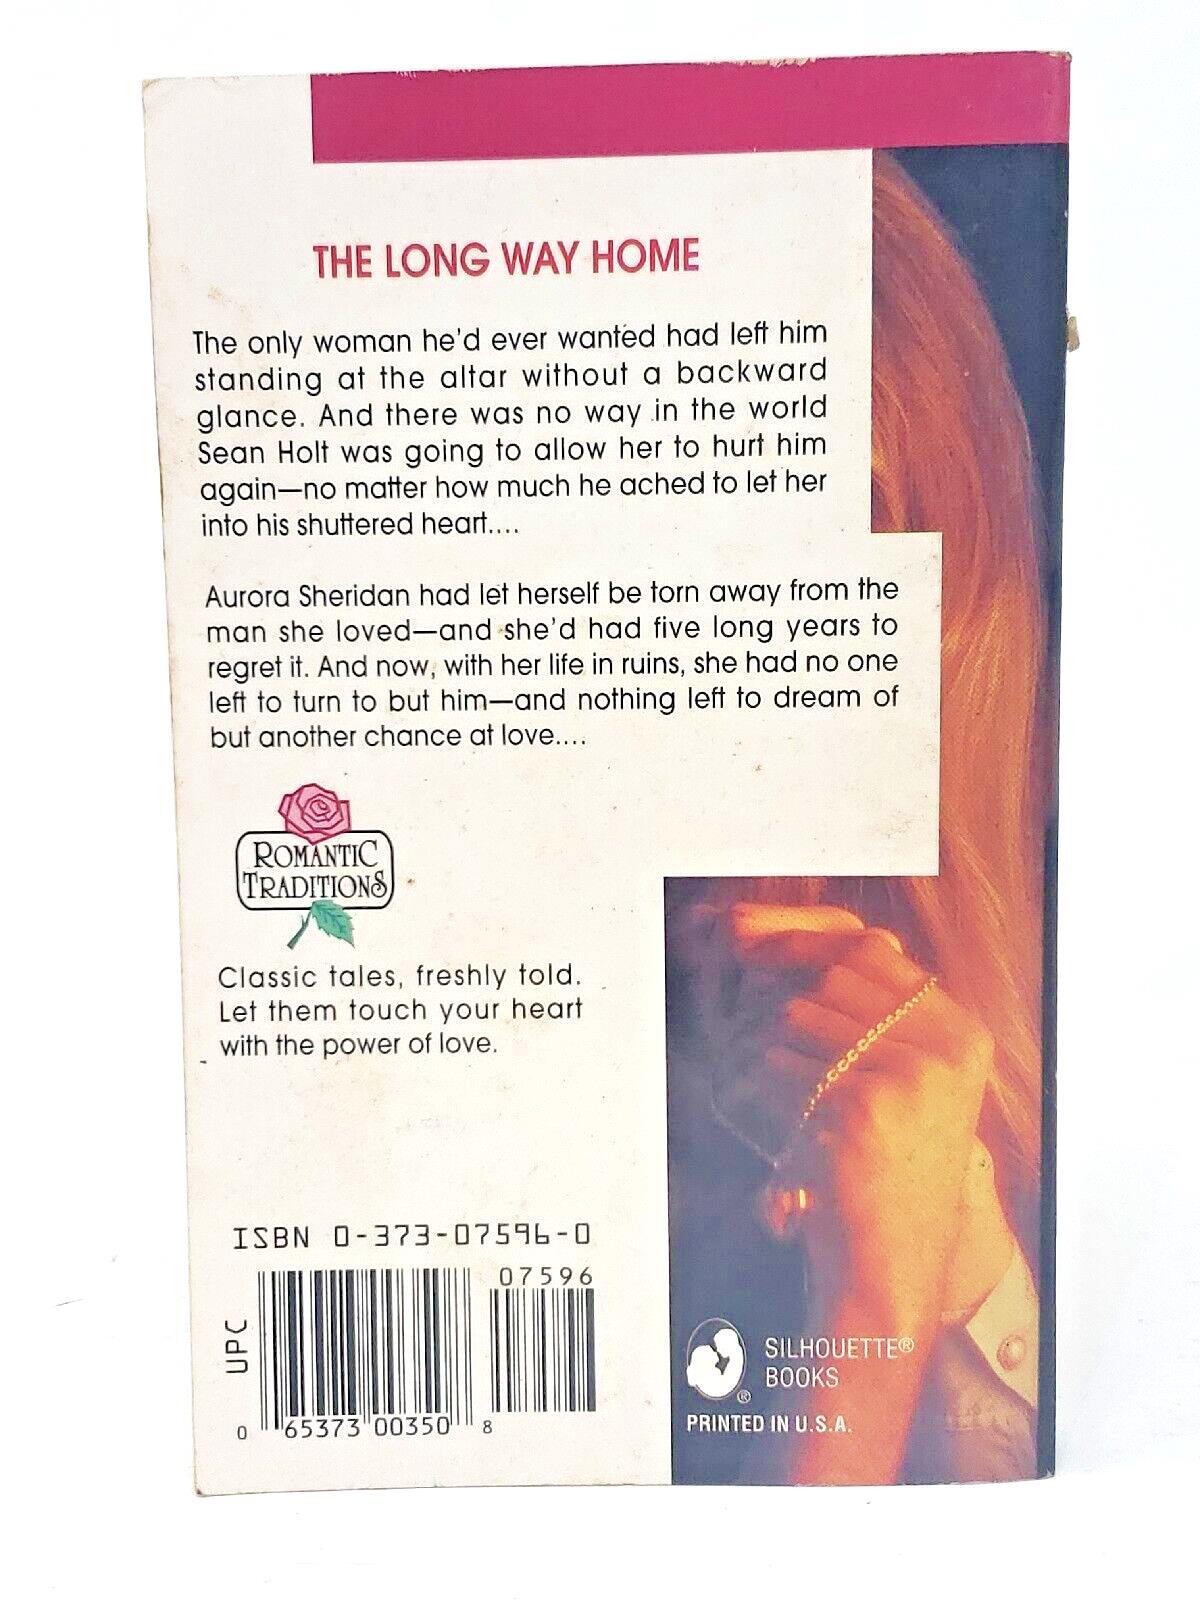 THE LONG WAY HOME
The only woman he'd ever wanted had left him
standing at the altar without a backward
glance. And there was no way in the world
Sean Holt was going to allow her to hurt him
again—no matter how much he ached to let her
into his shuttered heart....
Aurora Sheridan had let herself be torn away from the
man she loved—and she'd had five long years to
regret it. And now, with her life in ruins, she had no one
left to turn to but him—and nothing left to dream of
but another chance at love....
ROMANTIC
TRADITIONS
Classic tales, freshly told.
Let them touch your heart
with the power of love.
ISBN 0-373-07596-0
07596
UPC
0 65373 00350 8
SILHOUETTE®
BOOKS
®
PRINTED IN U.S.A.